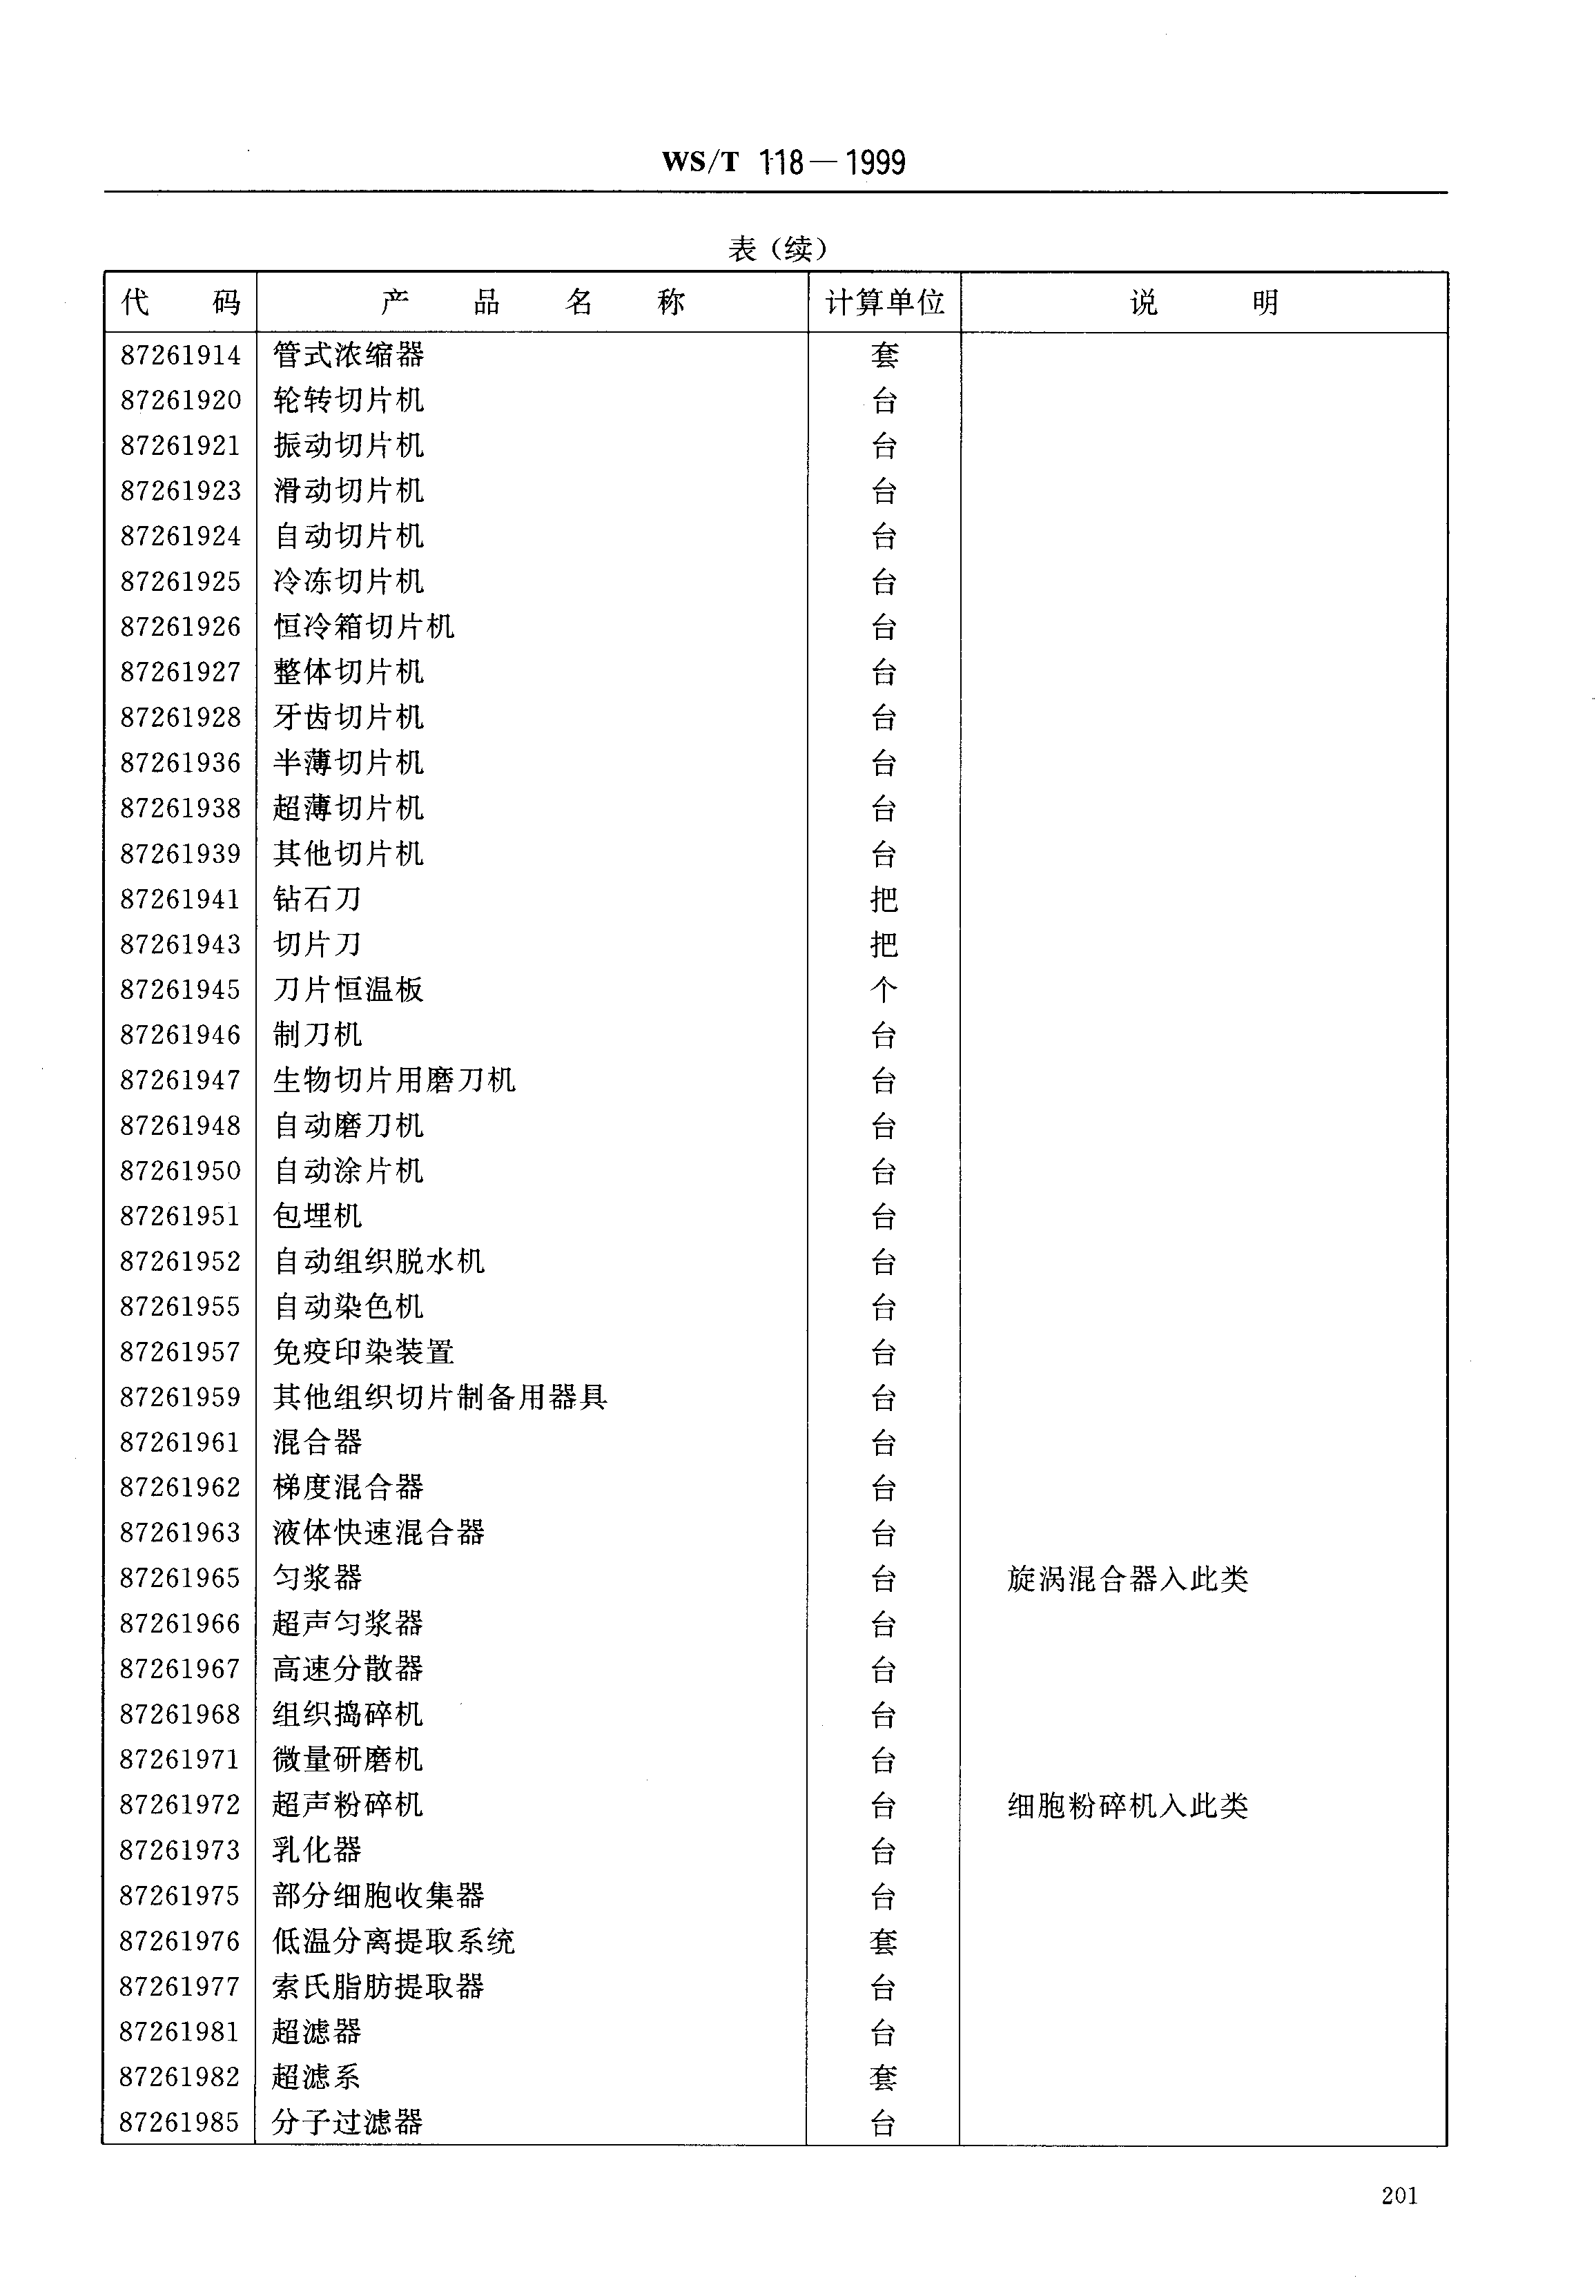 WS/T 118—1999
表(续)
代 码 产 品 名 称 计算单位 说 明
87261914 管式浓缩器 套
87261920 轮转切片机 台
87261921 振动切片机 台
87261923 滑动切片机 台
87261924 自动切片机 台
87261925 冷冻切片机 台
87261926 恒冷箱切片机 台
87261927 整体切片机 台
87261928 牙齿切片机 台
87261936 半薄切片机 台
87261938 超薄切片机 台
87261939 其他切片机 台
87261941 钻石刀 把
87261943 切片刀 把
87261945 刀片恒温板 个
87261946 制刀机 台
87261947 生物切片用磨刀机 台
87261948 自动磨刀机 台
87261950 自动涂片机 台
87261951 包埋机 台
87261952 自动组织脱水机 台
87261955 自动染色机 台
87261957 免疫印染装置 台
87261959 其他组织切片制备用器具 台
87261961 混合器 台
87261962 梯度混合器 台
87261963 液体快速混合器 台
87261965 匀浆器 台 旋涡混合器入此类
87261966 超声匀浆器 台
87261967 高速分散器 台
87261968 组织捣碎机 台
87261971 微量研磨机 台
87261972 超声粉碎机 台 细胞粉碎机入此类
87261973 乳化器 台
87261975 部分细胞收集器 台
87261976 低温分离提取系统 套
87261977 索氏脂肪提取器 台
87261981 超滤器 台
87261982 超滤系 套
87261985 分子过滤器 台
201